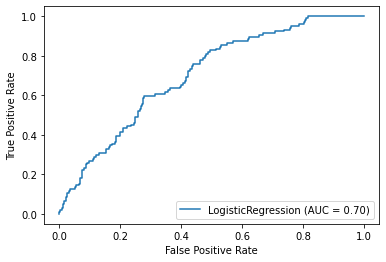 1.0
0.8
0.6
0.4
0.2
0.0
True Positive Rate
LogisticRegression (AUC = 0.70)
0.0 0.2 0.4 0.6 0.8 1.0
False Positive Rate